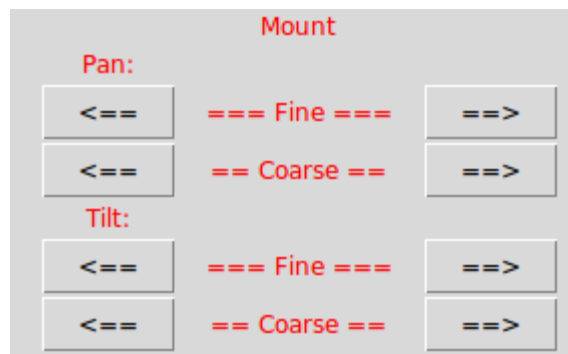 Mount
Pan:
<== === Fine === ==>
<== == Coarse == ==>
Tilt:
<== === Fine === ==>
<== == Coarse == ==>